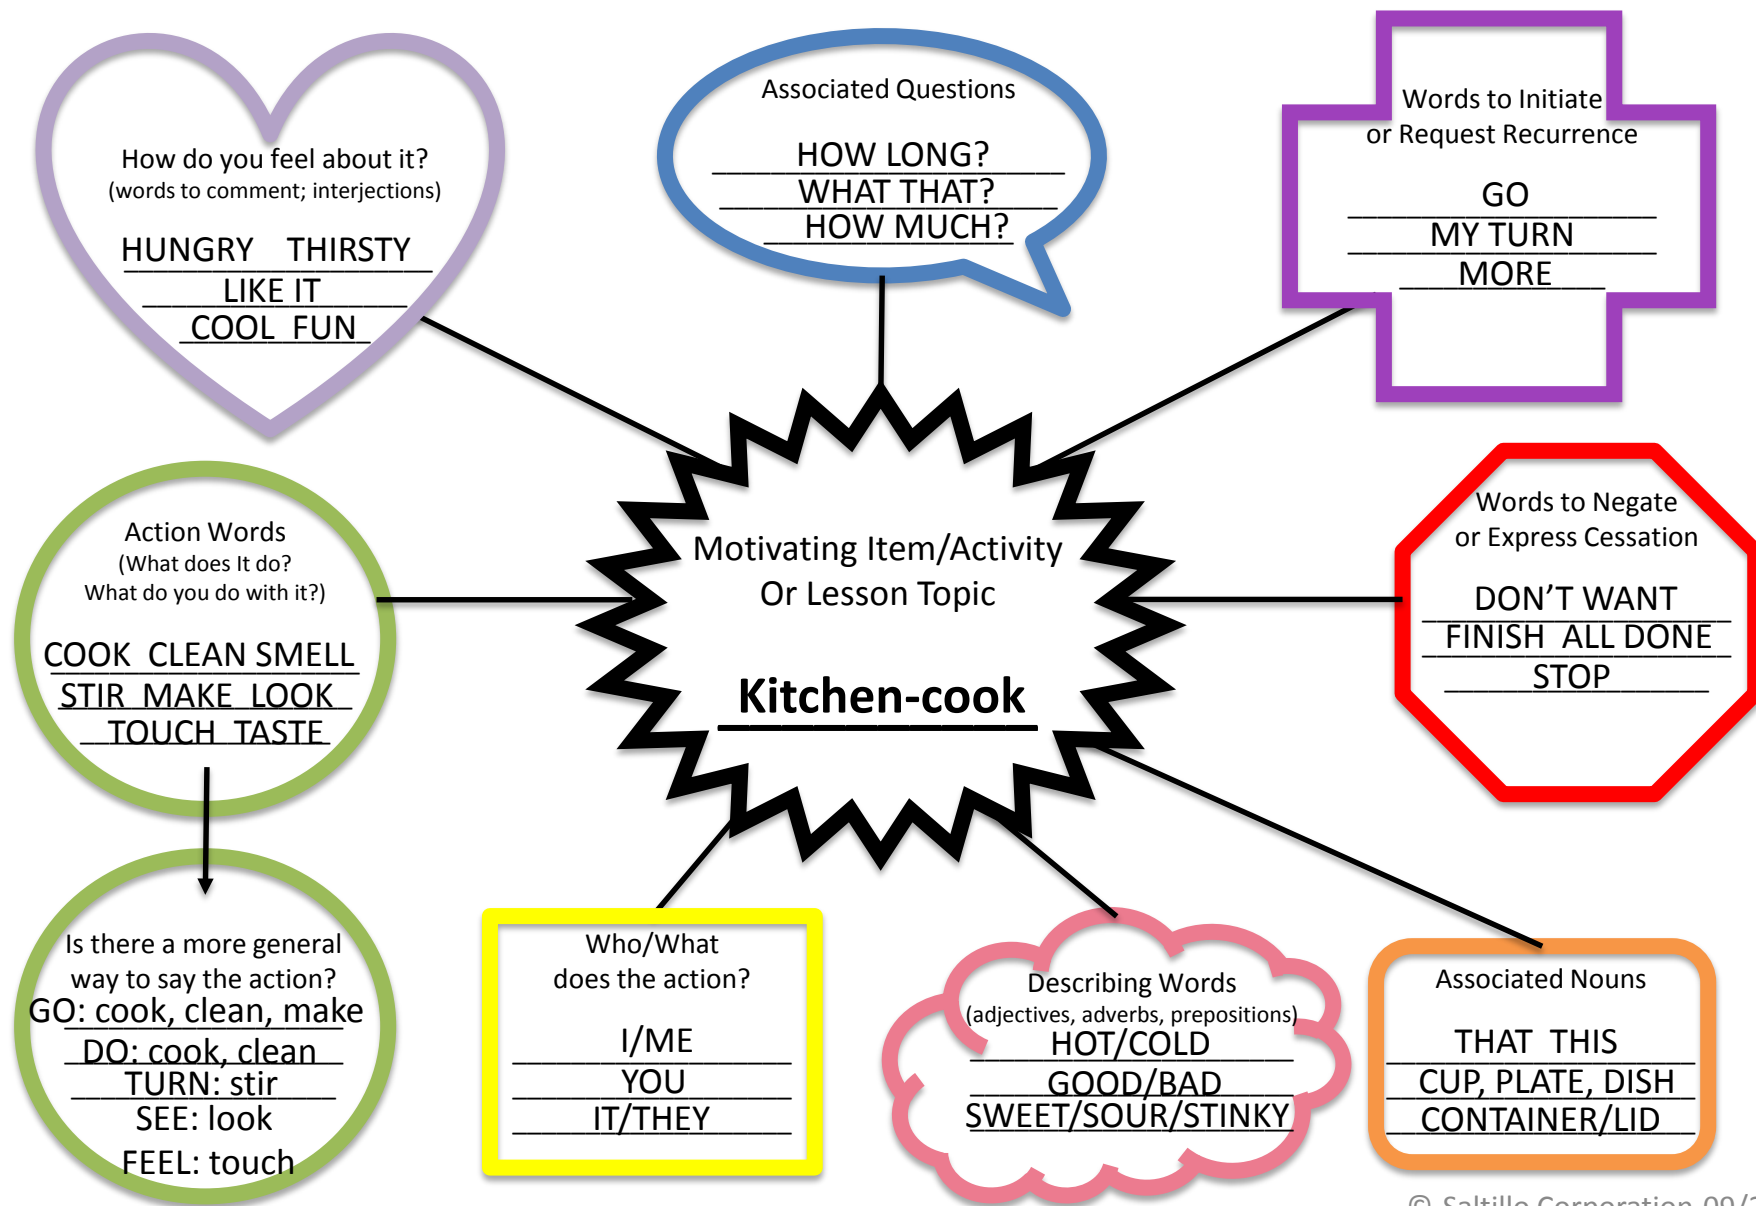 How do you feel about it?
(words to comment; interjections)
HUNGRY THIRSTY
LIKE IT
COOL FUN
Associated Questions
HOW LONG?
WHAT THAT?
HOW MUCH?
Words to Initiate
or Request Recurrence
GO
MY TURN
MORE
Action Words
(What does It do?
What do you do with it?)
COOK CLEAN SMELL
STIR MAKE LOOK
TOUCH TASTE
Motivating Item/Activity
Or Lesson Topic
Kitchen-cook
Words to Negate
or Express Cessation
DON'T WANT
FINISH ALL DONE
STOP
Is there a more general
way to say the action?
GO: cook, clean, make
DO: cook, clean
TURN: stir
SEE: look
FEEL: touch
Who/What
does the action?
I/ME
YOU
IT/THEY
Describing Words
(adjectives, adverbs, prepositions)
HOT/COLD
GOOD/BAD
SWEET/SOUR/STINKY
Associated Nouns
THAT THIS
CUP, PLATE, DISH
CONTAINER/LID
© Saltillo Corporation